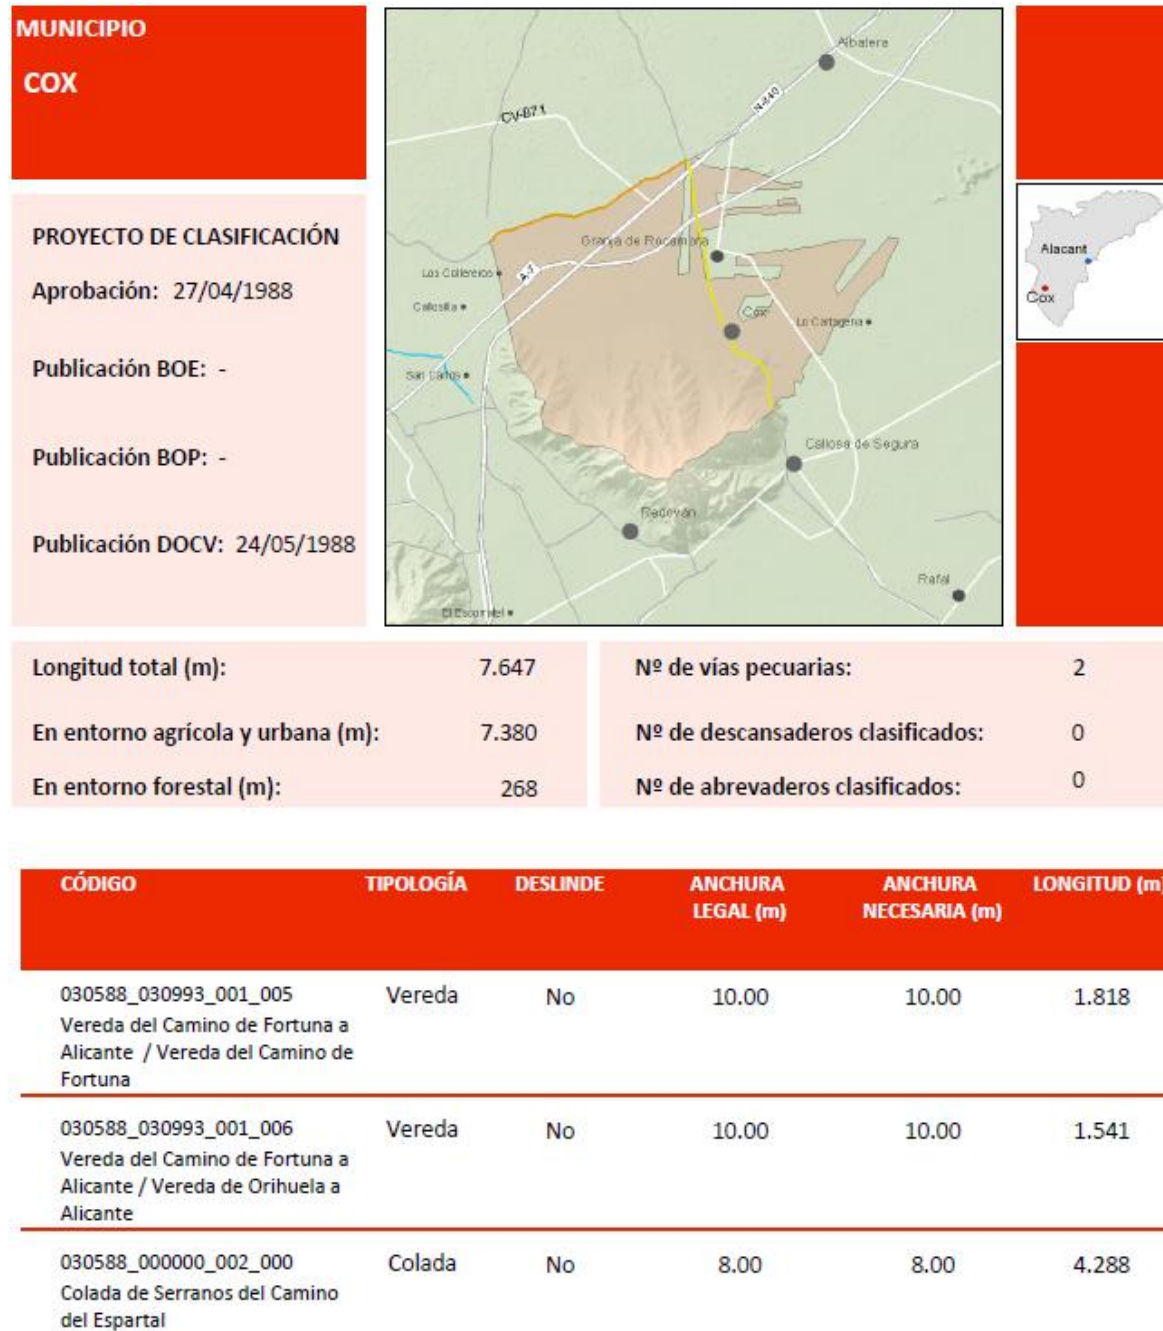 MUNICIPIO
COX
PROYECTO DE CLASIFICACIÓN
Aprobación: 27/04/1988
Publicación BOE: -
Publicación BOP: -
Publicación DOCV: 24/05/1988
Albatera
N-340
CV-871
Granja de Rocamora
A-7
Callosilla
Cox
Lo Cartagena
San Carlos
Callosa de Segura
Redován
Rafal
Alacant
Cox
Longitud total (m): 7.647
En entorno agrícola y urbana (m): 7.380
En entorno forestal (m): 268
Nº de vías pecuarias: 2
Nº de descansaderos clasificados: 0
Nº de abrevaderos clasificados: 0
CÓDIGO TIPOLOGÍA DESLINDE ANCHURA LEGAL (m) ANCHURA NECESARIA (m) LONGITUD (m)
030588_030993_001_005 Vereda No 10.00 10.00 1.818
Vereda del Camino de Fortuna a
Alicante / Vereda del Camino de
Fortuna
030588_030993_001_006 Vereda No 10.00 10.00 1.541
Vereda del Camino de Fortuna a
Alicante / Vereda de Orihuela a
Alicante
030588_000000_002_000 Colada No 8.00 8.00 4.288
Colada de Serranos del Camino
del Espartal